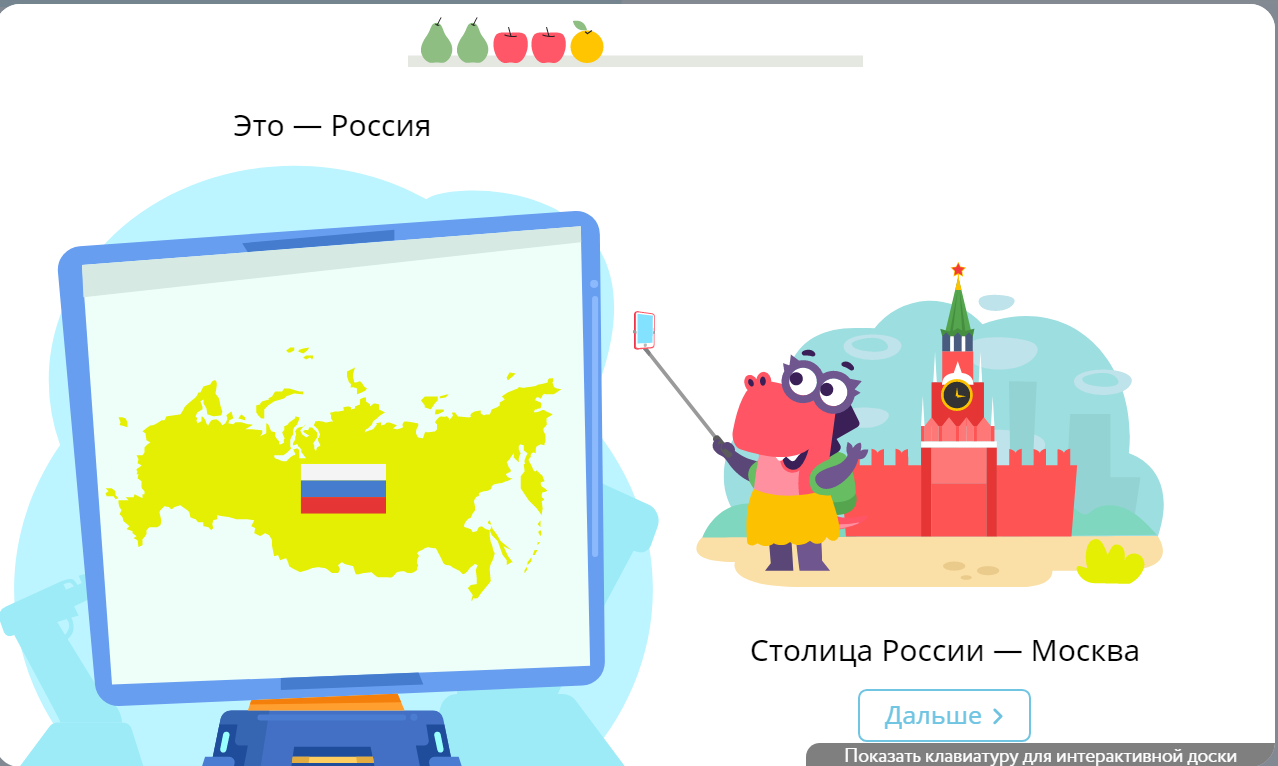 Это — Россия
Столица России — Москва
Дальше
Показать клавиатуру для интерактивной доски